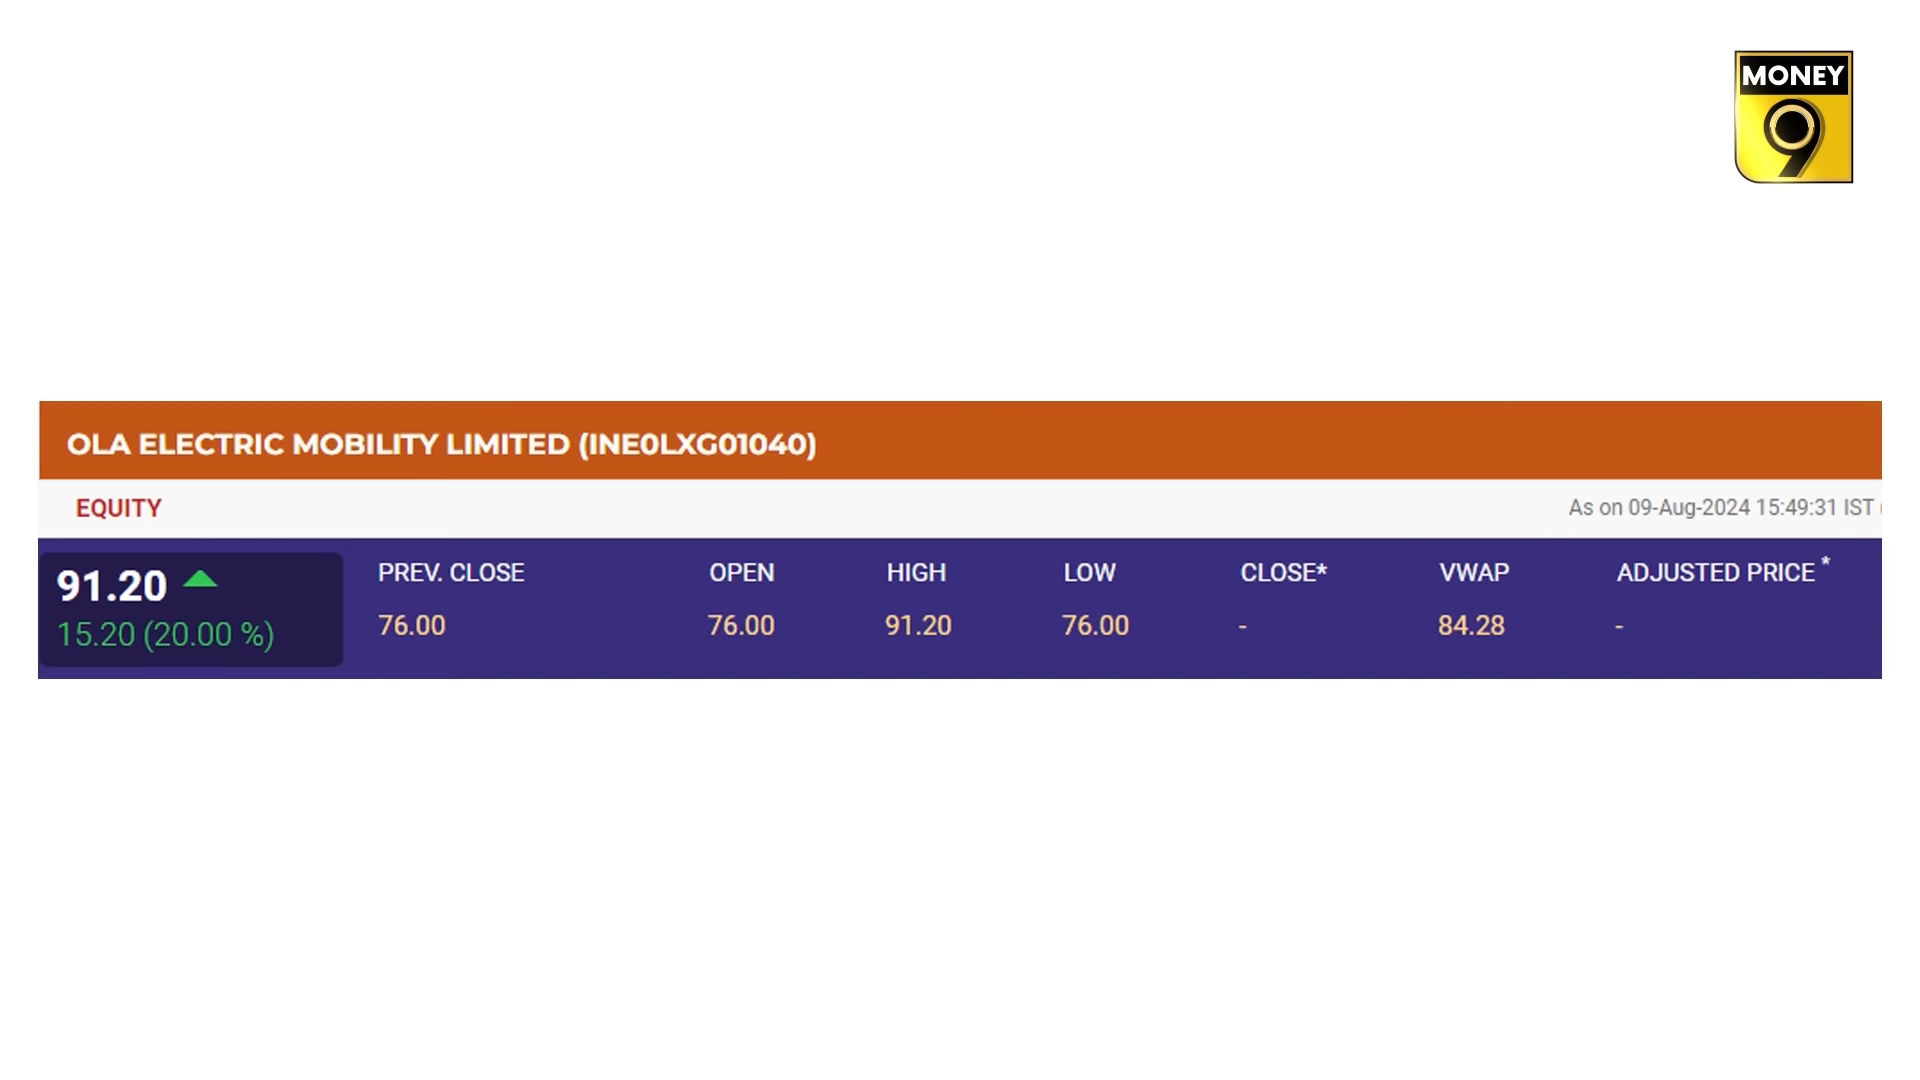 MONEY
9
OLA ELECTRIC MOBILITY LIMITED (INE0LXG01040)
EQUITY
As on 09-Aug-2024 15:49:31 IST
91.20
15.20 (20.00 %)
PREV. CLOSE OPEN HIGH LOW CLOSE* VWAP ADJUSTED PRICE *
76.00 76.00 91.20 76.00 - 84.28 -